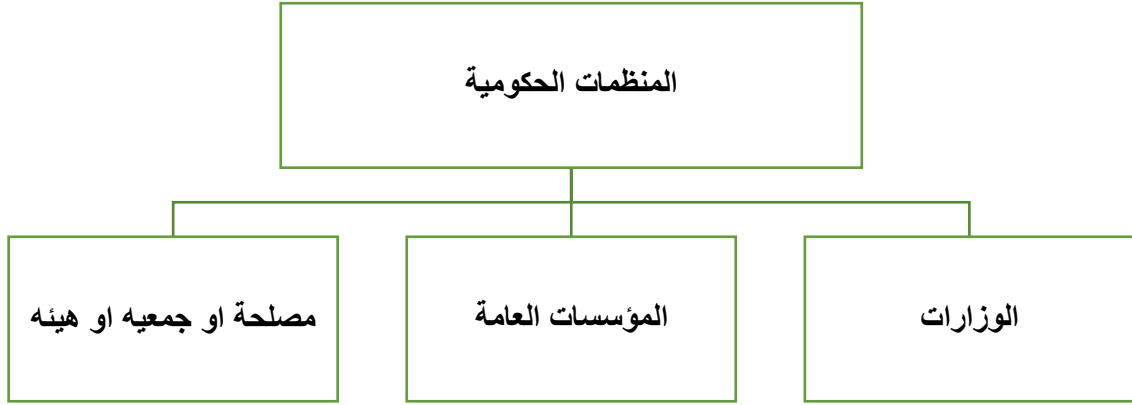 المنظمات الحكومية
الوزارات
المؤسسات العامة
مصلحة او جمعيه او هيئه